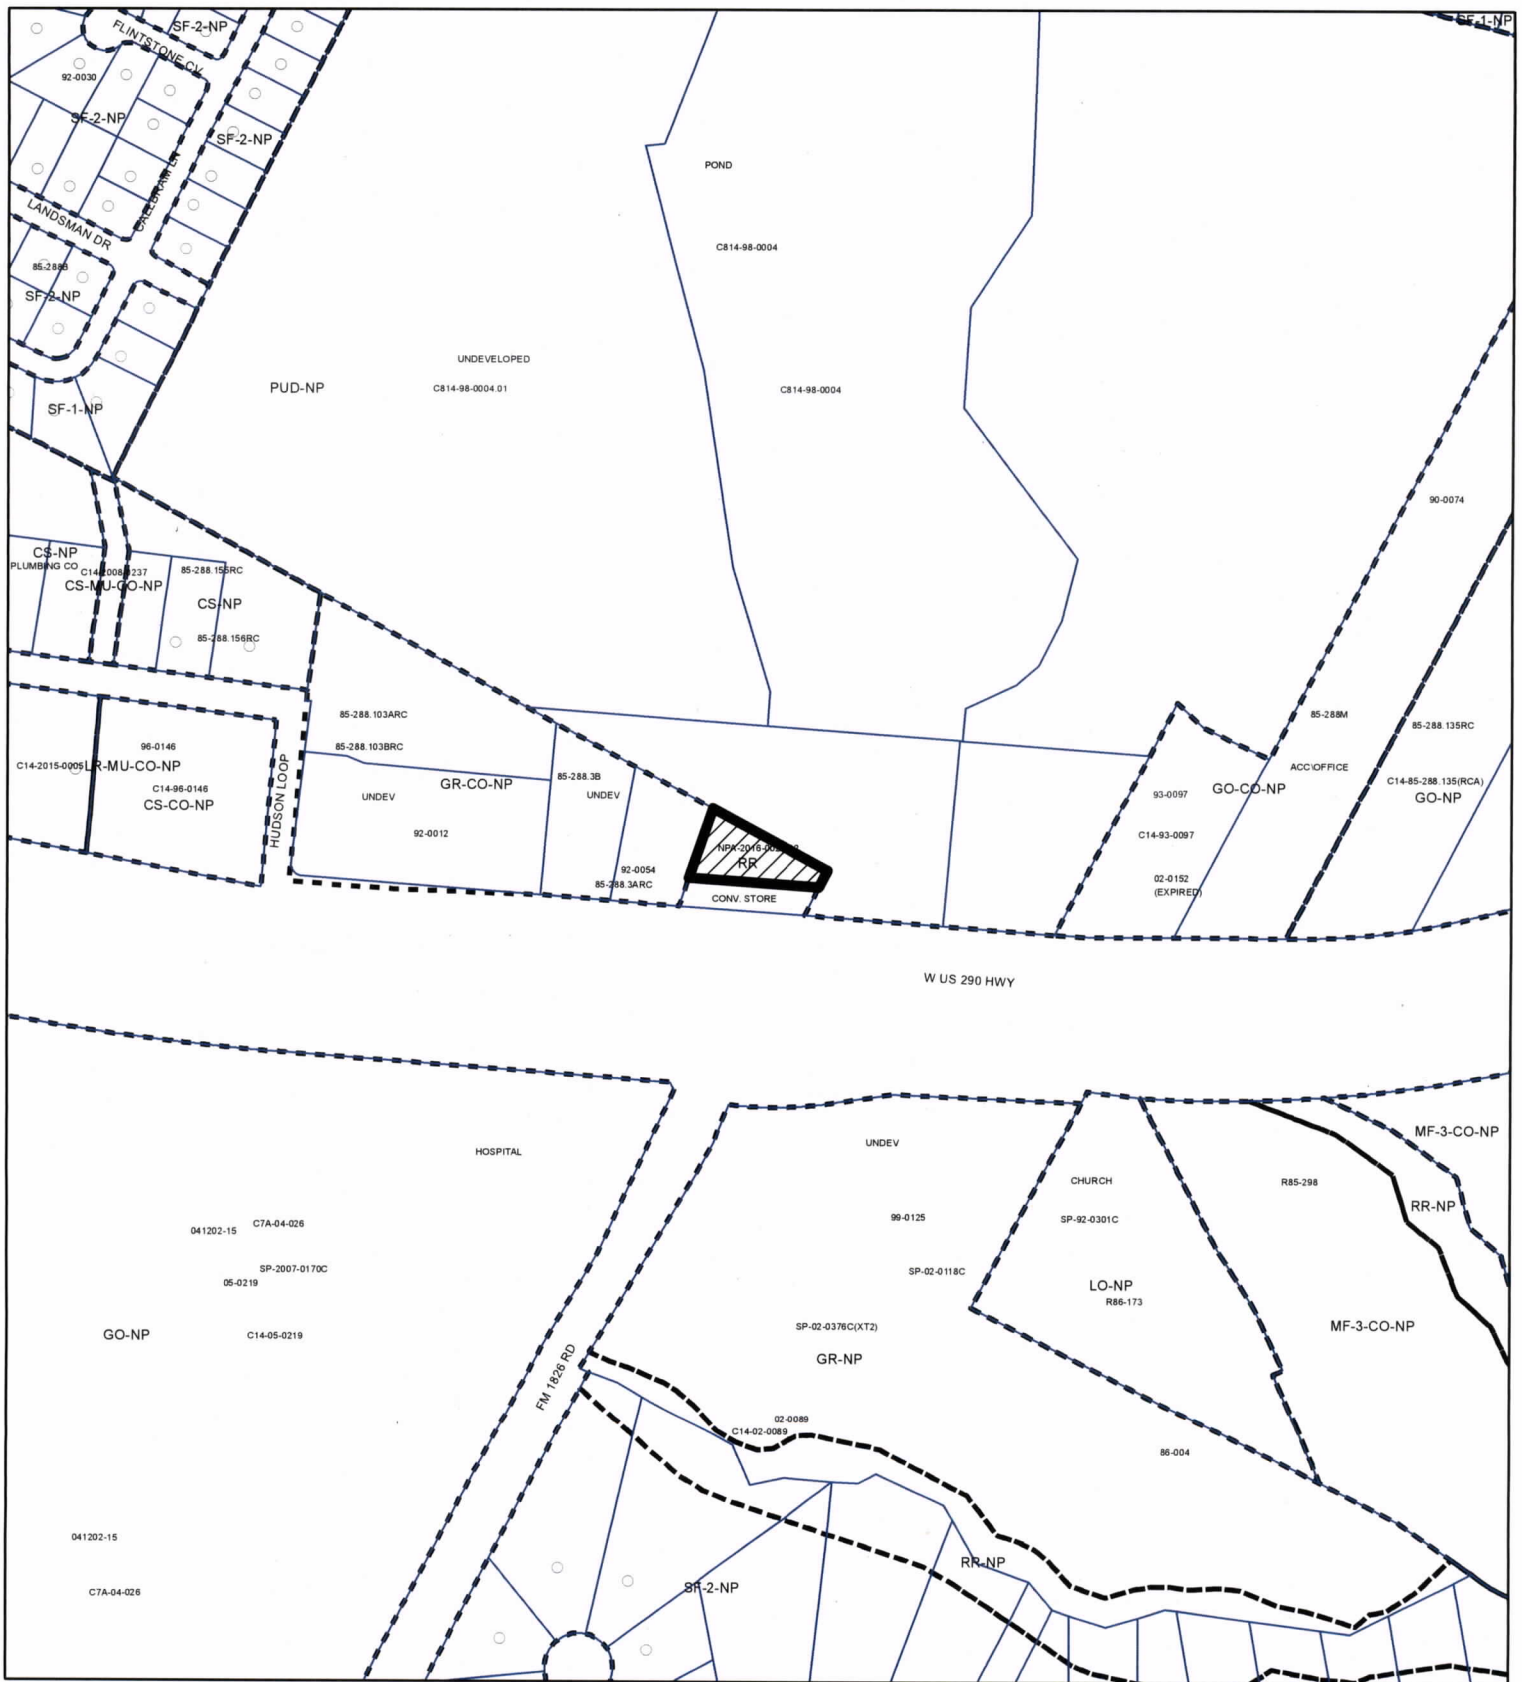 SF-2-NP
SF-1-NP
FLINTSTONE CV
92-0030
SF-2-NP
SF-2-NP
CALLBRAM LN
POND
LANDSMAN DR
C814-98-0004
85-288B
SF-2-NP
UNDEVELOPED
PUD-NP
C814-98-0004.01
C814-98-0004
SF-1-NP
90-0074
CS-NP
PLUMBING CO
85-288.155RC
CS-MU-CO-NP
CS-NP
85-288.156RC
85-288.103ARC
85-288M
85-288.135RC
96-0146
85-288.103BRC
C14-2015-0005
LR-MU-CO-NP
ACC\OFFICE
85-288.3B
C14-85-288.135(RCA)
C14-96-0146
GR-CO-NP
GO-CO-NP
CS-CO-NP
HUDSON LOOP
UNDEV
UNDEV
93-0097
GO-NP
92-0012
C14-93-0097
RR
92-0054
02-0152
(EXPIRED)
85-288.3ARC
CONV. STORE
W US 290 HWY
HOSPITAL
UNDEV
MF-3-CO-NP
CHURCH
R85-298
RR-NP
041202-15
C7A-04-026
99-0125
SP-92-0301C
SP-2007-0170C
05-0219
SP-02-0118C
LO-NP
R86-173
GO-NP
C14-05-0219
SP-02-0376C(XT2)
MF-3-CO-NP
GR-NP
FM 1826 RD
02-0089
C14-02-0089
86-004
041202-15
RR-NP
C7A-04-026
SF-2-NP